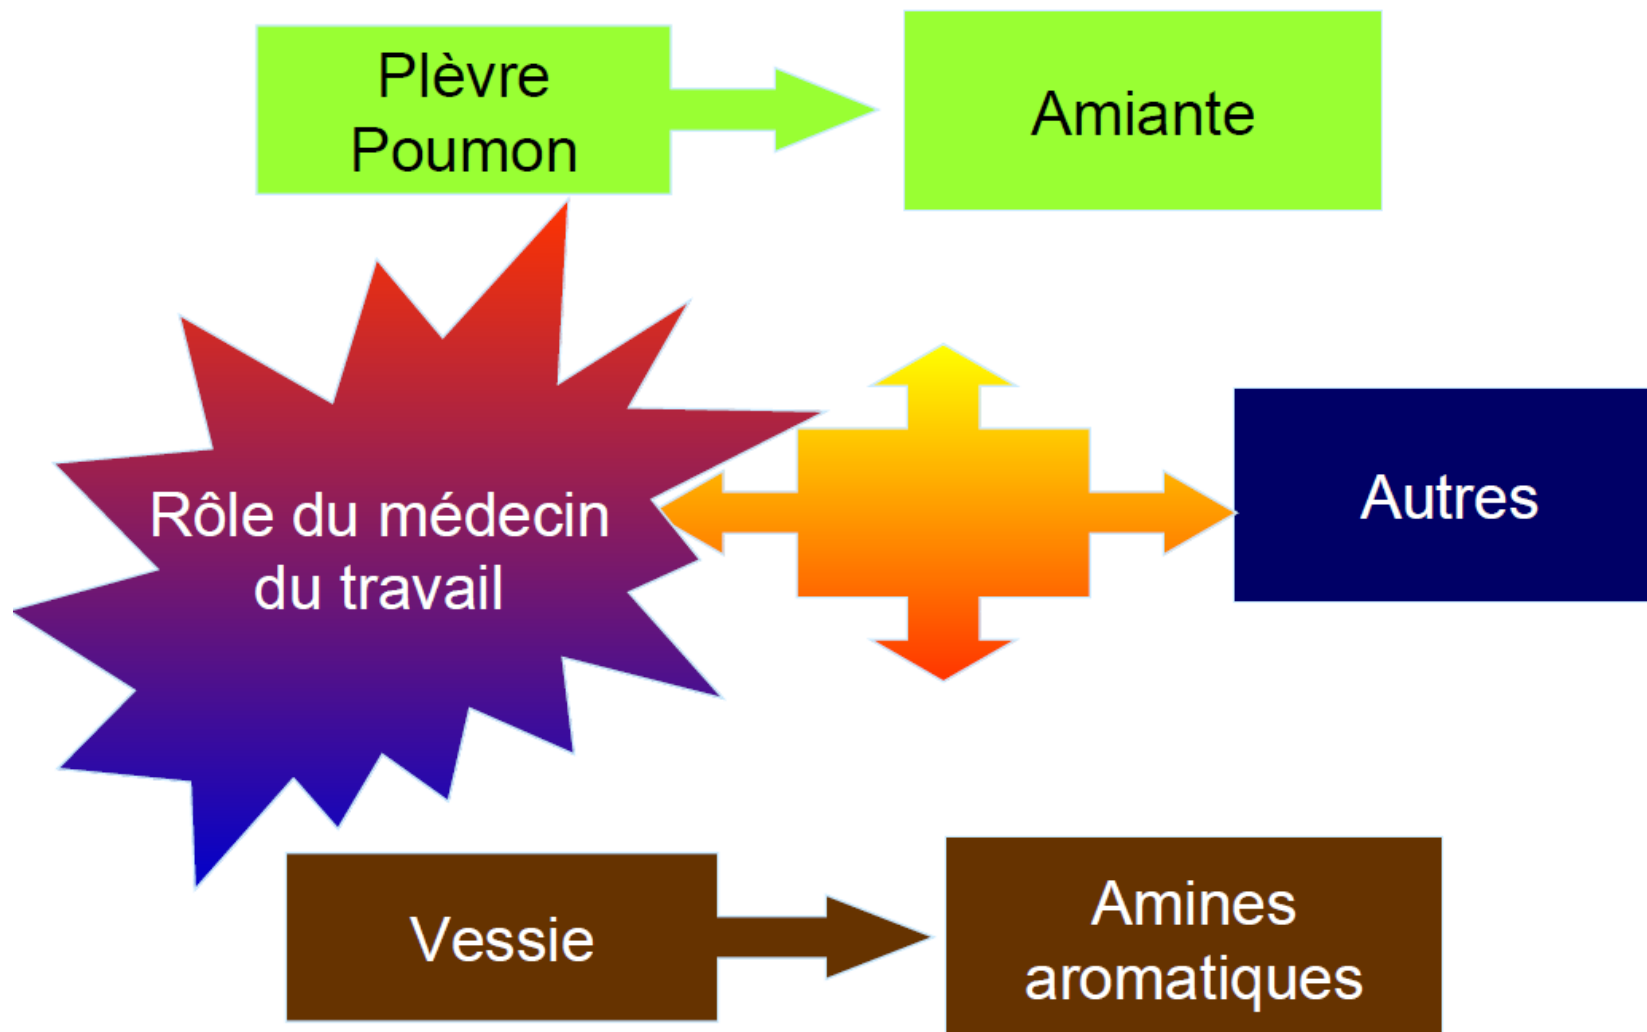 Plèvre
Poumon
Amiante
Rôle du médecin
du travail
Autres
Vessie
Amines
aromatiques